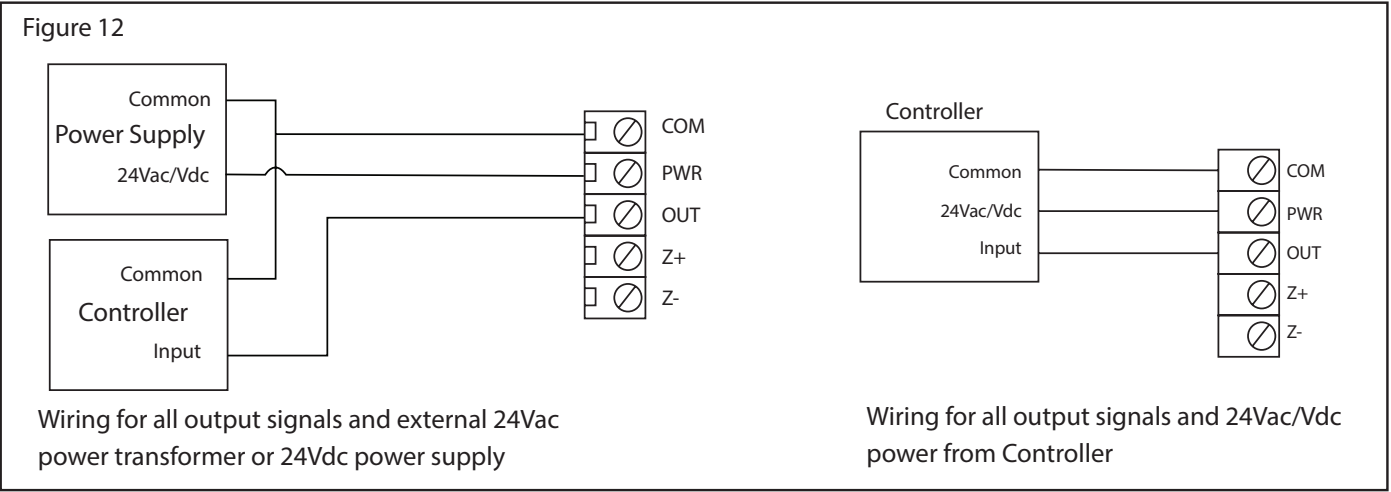 Figure 12
Common
Power Supply
24Vac/Vdc
Common
Controller
Input
COM
PWR
OUT
Z+
Z-
Wiring for all output signals and external 24Vac
power transformer or 24Vdc power supply
Controller
Common
24Vac/Vdc
Input
COM
PWR
OUT
Z+
Z-
Wiring for all output signals and 24Vac/Vdc
power from Controller